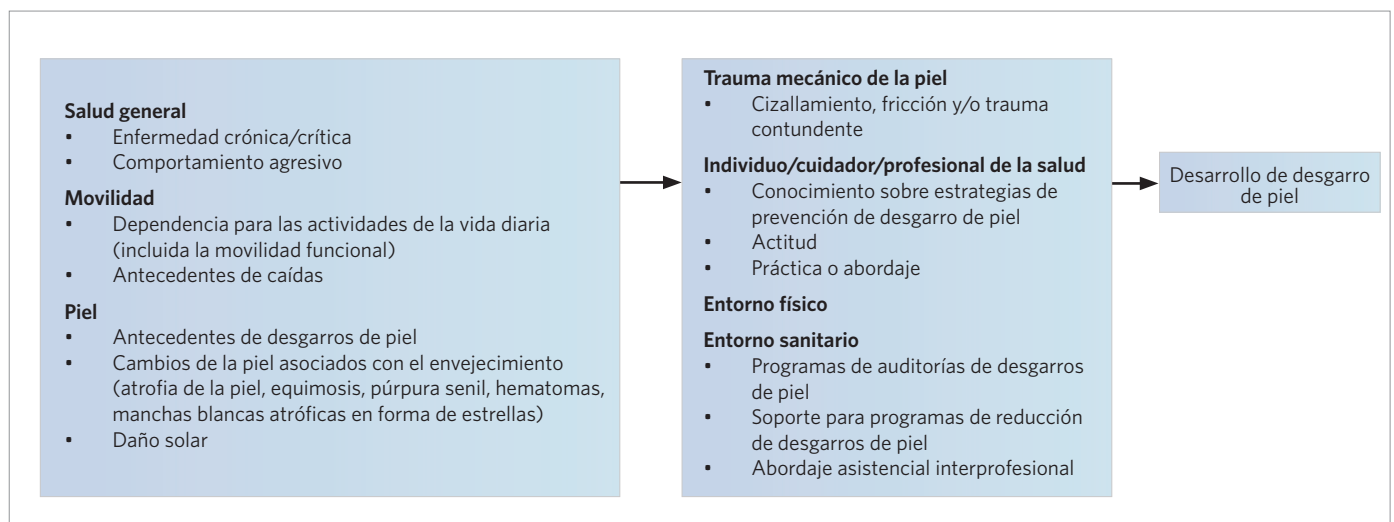 Salud general
• Enfermedad crónica/crítica
• Comportamiento agresivo
Movilidad
• Dependencia para las actividades de la vida diaria
(incluida la movilidad funcional)
• Antecedentes de caídas
Piel
• Antecedentes de desgarros de piel
• Cambios de la piel asociados con el envejecimiento
(atrofia de la piel, equimosis, púrpura senil, hematomas,
manchas blancas atróficas en forma de estrellas)
• Daño solar
Trauma mecánico de la piel
• Cizallamiento, fricción y/o trauma
contundente
Individuo/cuidador/profesional de la salud
• Conocimiento sobre estrategias de
prevención de desgarro de piel
• Actitud
• Práctica o abordaje
Entorno físico
Entorno sanitario
• Programas de auditorías de desgarros
de piel
• Soporte para programas de reducción
de desgarros de piel
• Abordaje asistencial interprofesional
Desarrollo de desgarro
de piel